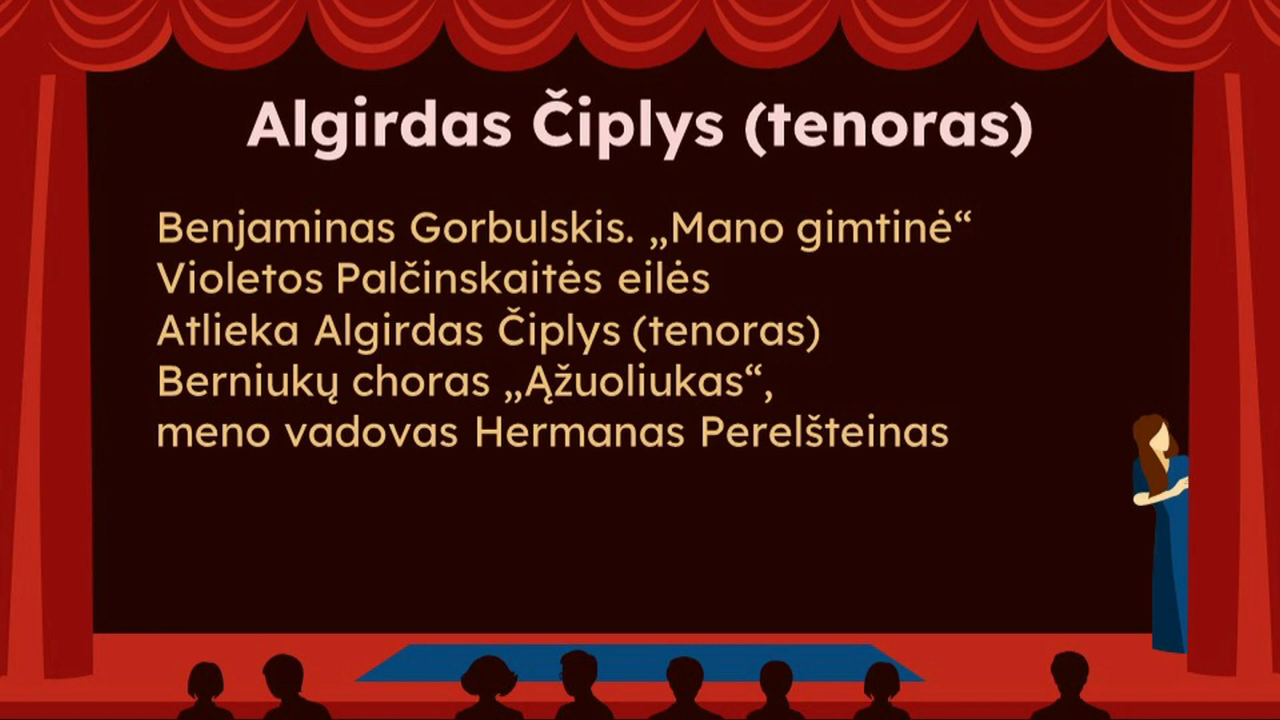 Algirdas Čiplys (tenoras)
Benjaminas Gorbulskis. „Mano gimtinė“
Violetos Palčinskaitės eilės
Atlieka Algirdas Čiplys (tenoras)
Berniukų choras „Ąžuoliukas“,
meno vadovas Hermanas Perelšteinas